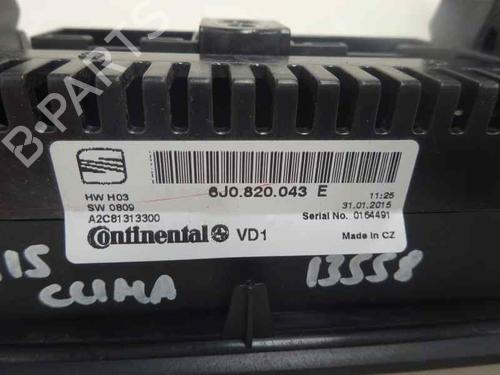 B-PARTS
6J0.820.043 E
HW H03
SW 0809
A2C81313300
11:25
31.01.2015
Serial No. 0164491
Continental VD1
Made in CZ
CLIMA
13558